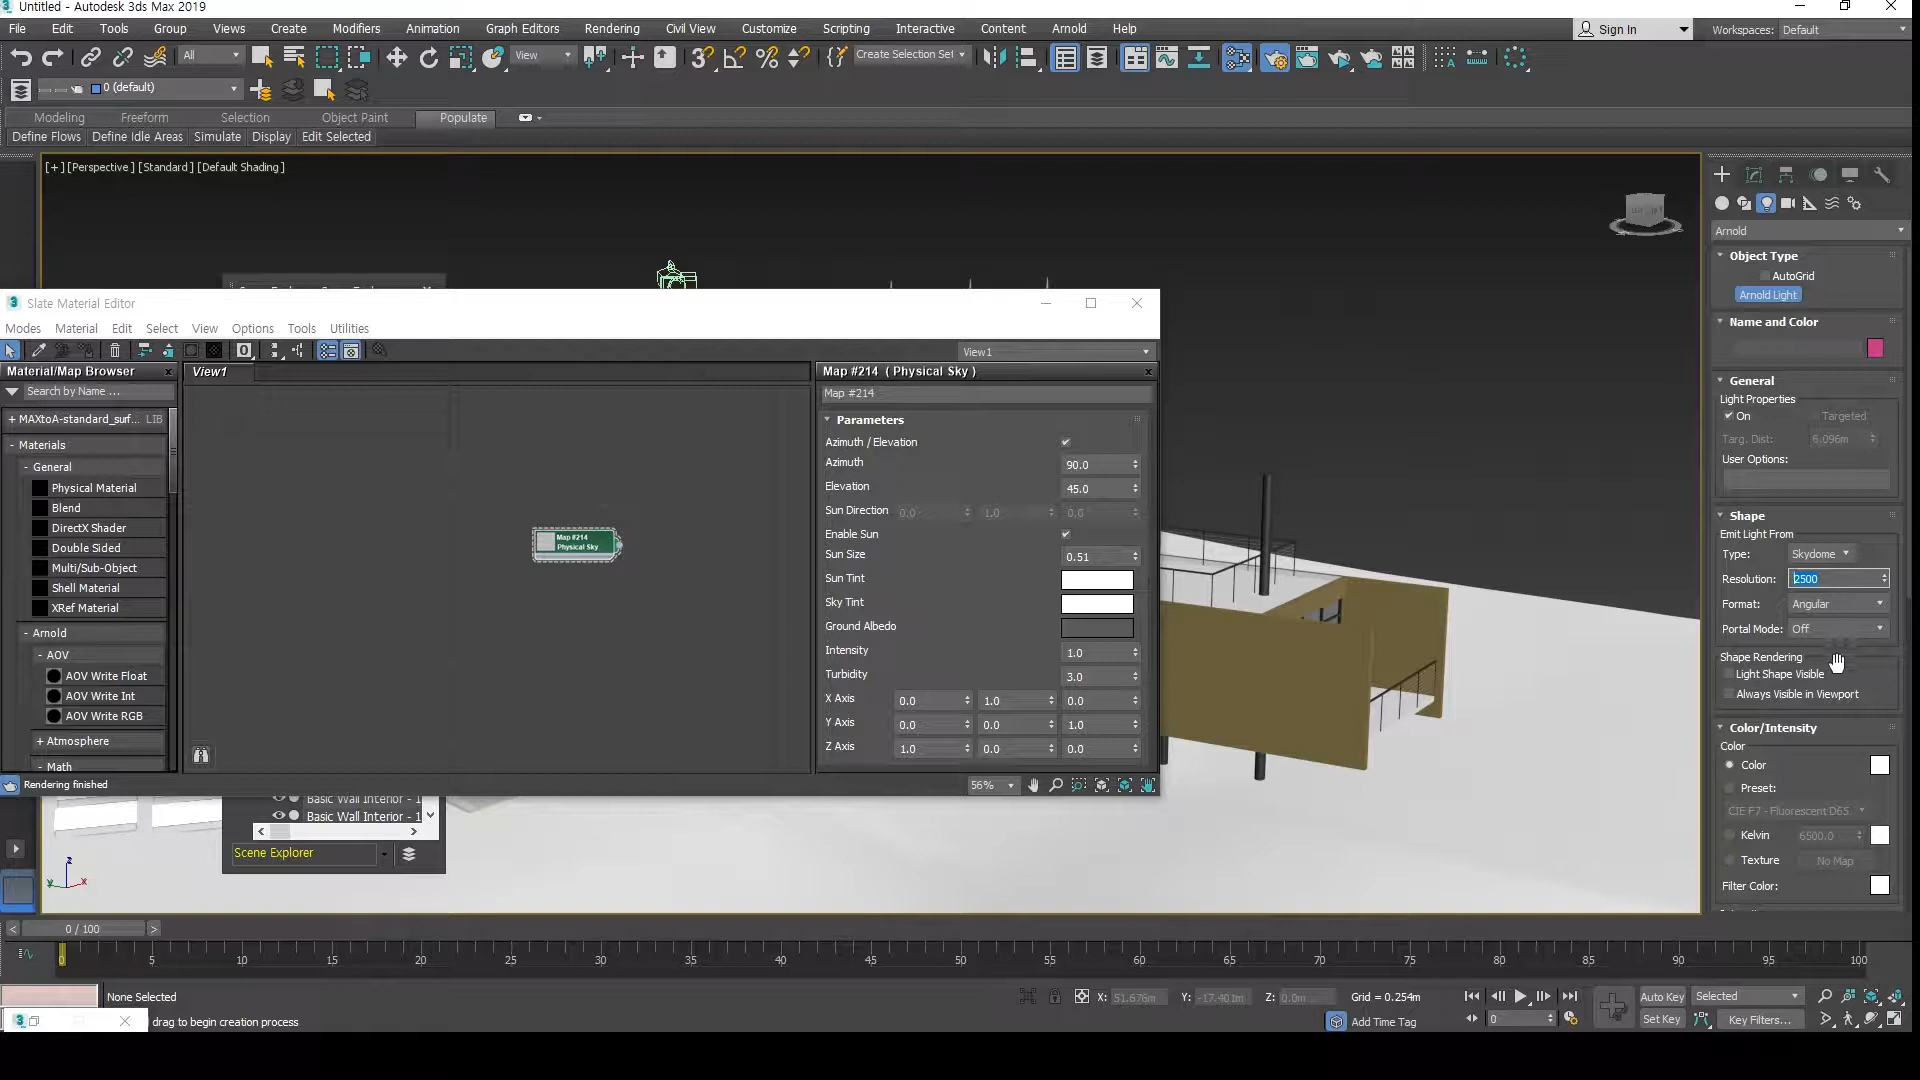 Untitled - Autodesk 3ds Max 2019
File Edit Tools Group Views Create Modifiers Animation Graph Editors Rendering Civil View Customize Scripting Interactive Content Arnold Help
Sign In
Workspaces: Default
All
View
Create Selection Set
0 (default)
Modeling Freeform Selection Object Paint Populate
Define Flows Define Idle Areas Simulate Display Edit Selected
[+] [Perspective ] [Standard ] [Default Shading ]
Arnold
Object Type
AutoGrid
Arnold Light
Name and Color
General
Light Properties
On Targeted
Targ. Dist: 6.096m
User Options:
Shape
Emit Light From
Type: Skydome
Resolution: 2500
Format: Angular
Portal Mode: Off
Shape Rendering
Light Shape Visible
Always Visible in Viewport
Color/Intensity
Color
Color
Preset:
CIE F7 - Fluorescent D65
Kelvin 6500.0
Texture No Map
Filter Color:
Slate Material Editor
Modes Material Edit Select View Options Tools Utilities
View1
Material/Map Browser
Search by Name ...
+ MAXtoA-standard_surf... LIB
- Materials
- General
Physical Material
Blend
DirectX Shader
Double Sided
Multi/Sub-Object
Shell Material
XRef Material
- Arnold
- AOV
AOV Write Float
AOV Write Int
AOV Write RGB
+ Atmosphere
- Math
View1
Map #214
Physical Sky
Map #214 ( Physical Sky )
Map #214
Parameters
Azimuth / Elevation
Azimuth 90.0
Elevation 45.0
Sun Direction 0.0 1.0 0.0
Enable Sun
Sun Size 0.51
Sun Tint
Sky Tint
Ground Albedo
Intensity 1.0
Turbidity 3.0
X Axis 0.0 1.0 0.0
Y Axis 0.0 0.0 1.0
Z Axis 1.0 0.0 0.0
Rendering finished
56%
Basic Wall Interior - 1
Basic Wall Interior - 1
Scene Explorer
z
y x
0 / 100
0 5 10 15 20 25 30 35 40 45 50 55 60 65 70 75 80 85 90 95 100
None Selected
X: 51.676m Y: -17.401m Z: 0.0m Grid = 0.254m
Auto Key Selected
drag to begin creation process
Add Time Tag
0
Set Key Key Filters...